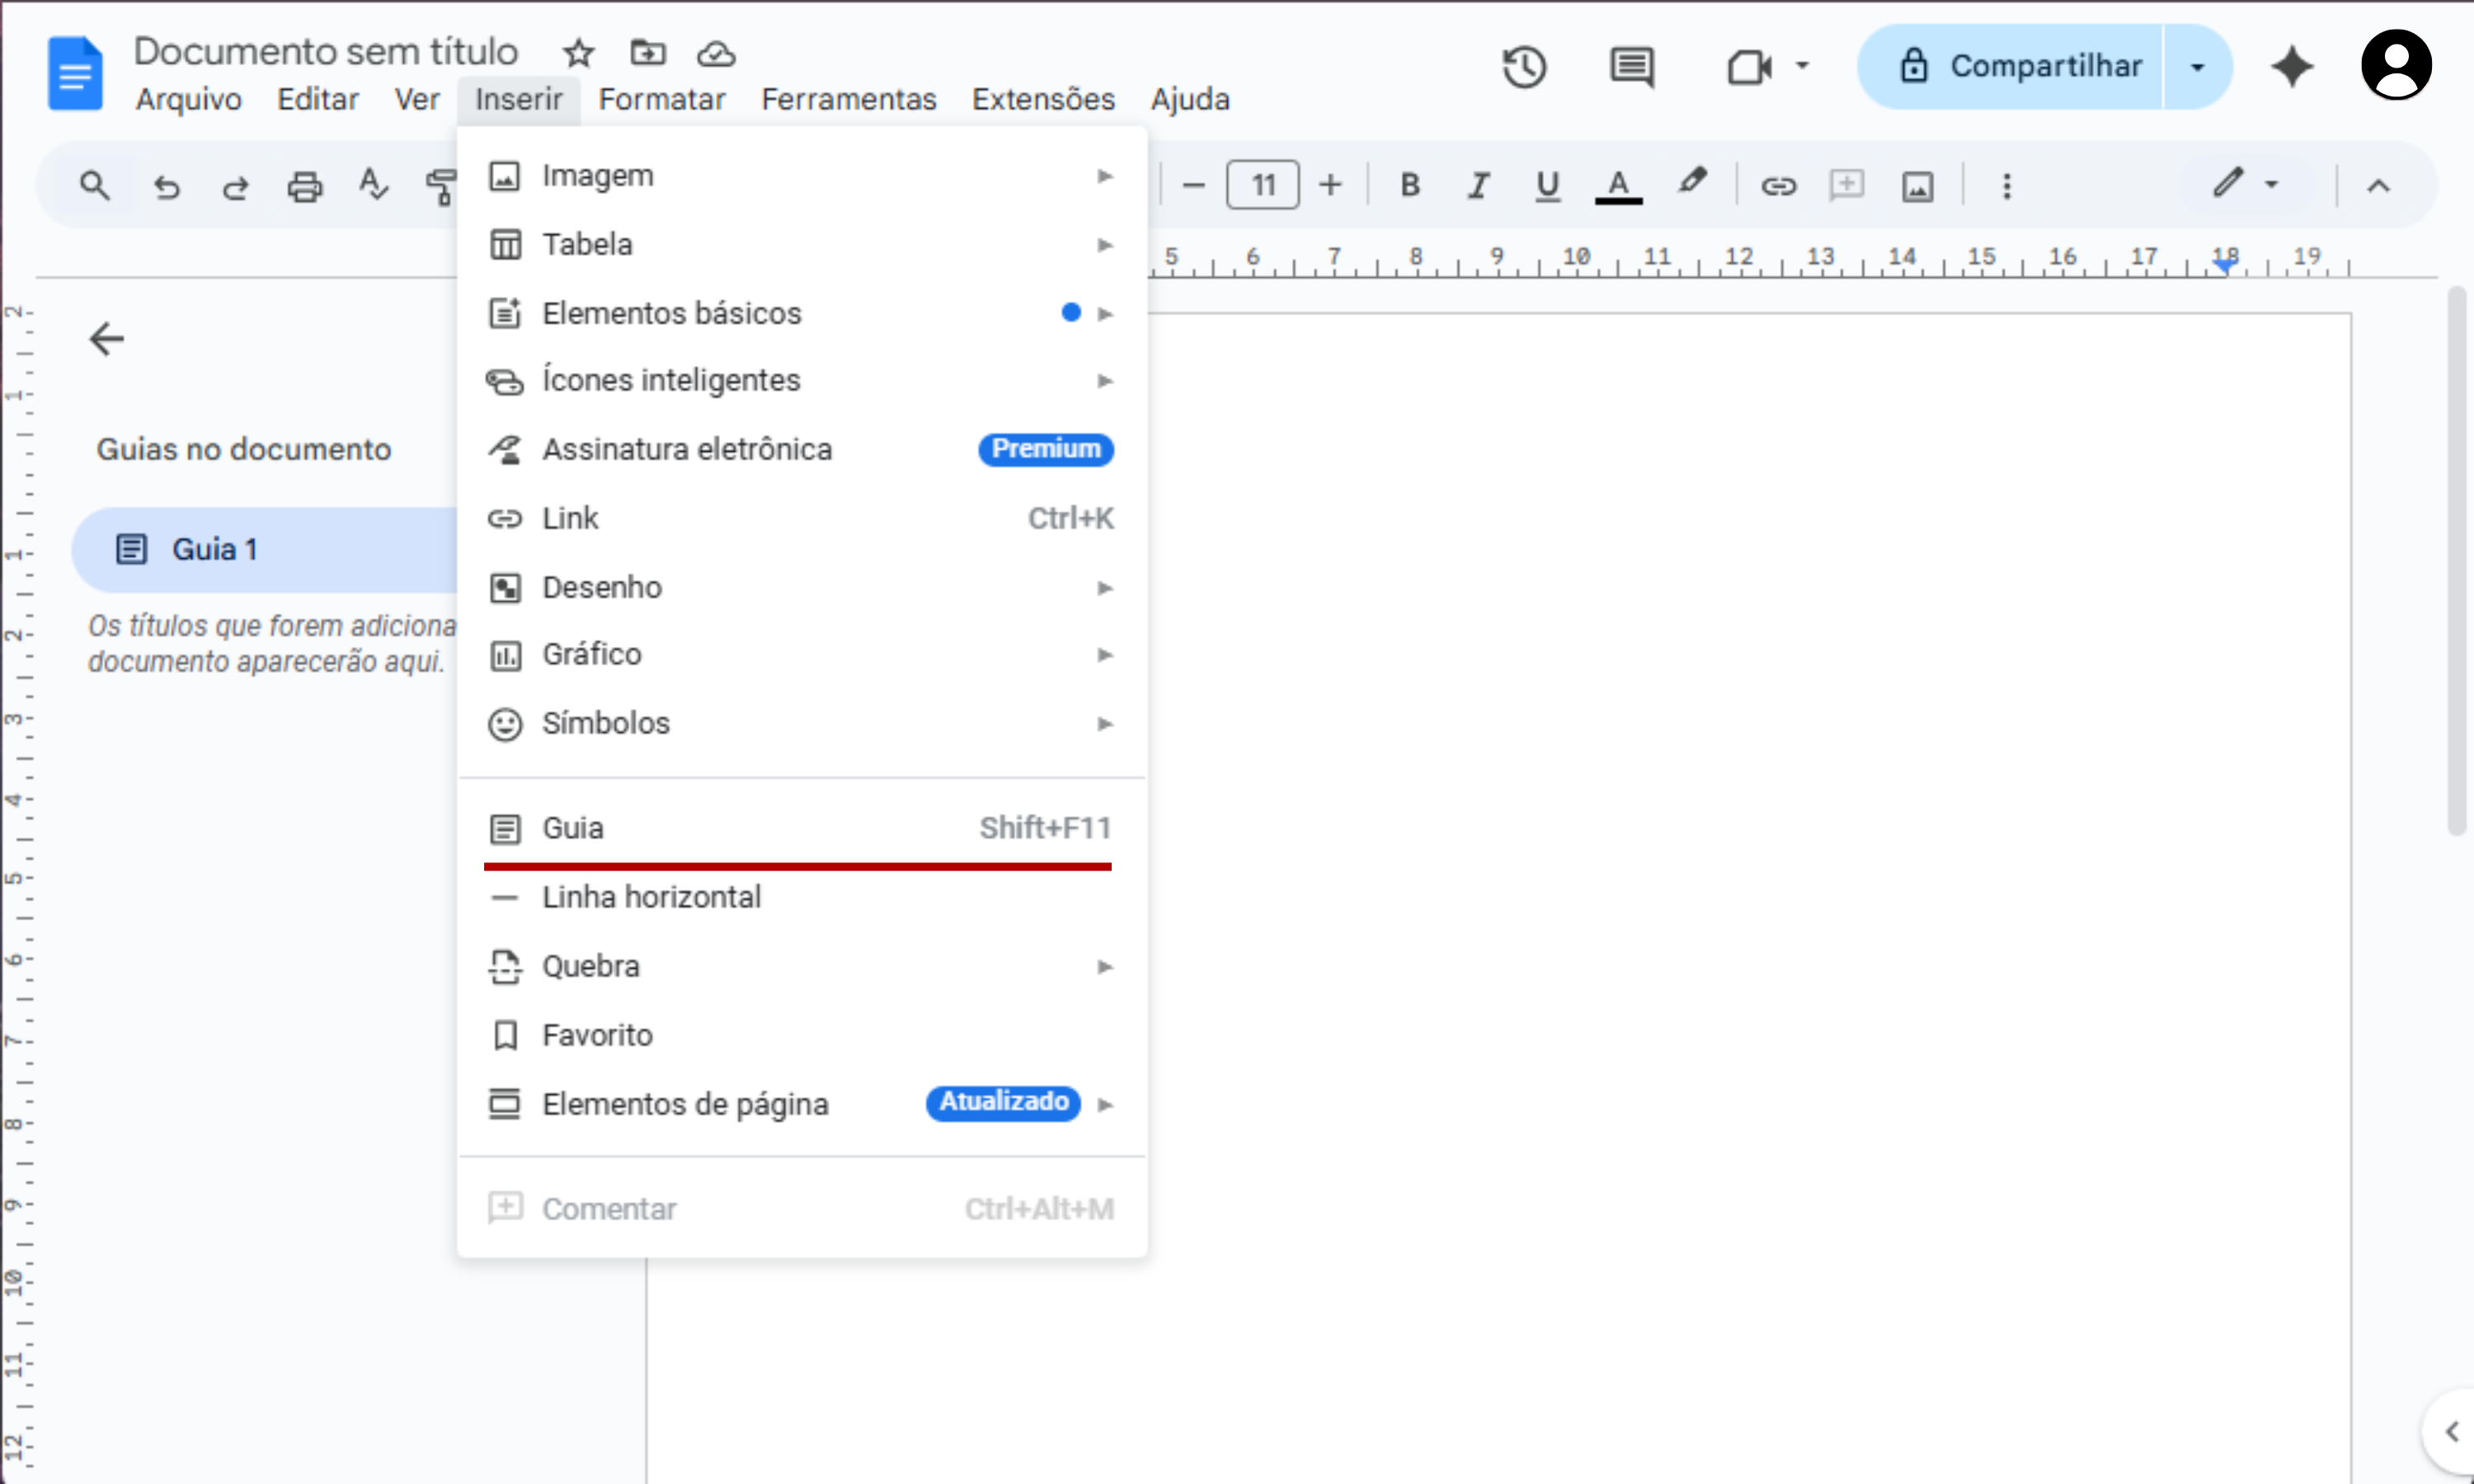 Documento sem título
Arquivo Editar Ver Inserir Formatar Ferramentas Extensões Ajuda
Compartilhar
11
5 6 7 8 9 10 11 12 13 14 15 16 17 18 19
Imagem
Tabela
Elementos básicos
Ícones inteligentes
Assinatura eletrônica Premium
Link Ctrl+K
Desenho
Gráfico
Símbolos
Guia Shift+F11
Linha horizontal
Quebra
Favorito
Elementos de página Atualizado
Comentar Ctrl+Alt+M
Guias no documento
Guia 1
Os títulos que forem adiciona
documento aparecerão aqui.
2
1
1
2
3
4
5
6
7
8
9
10
11
12